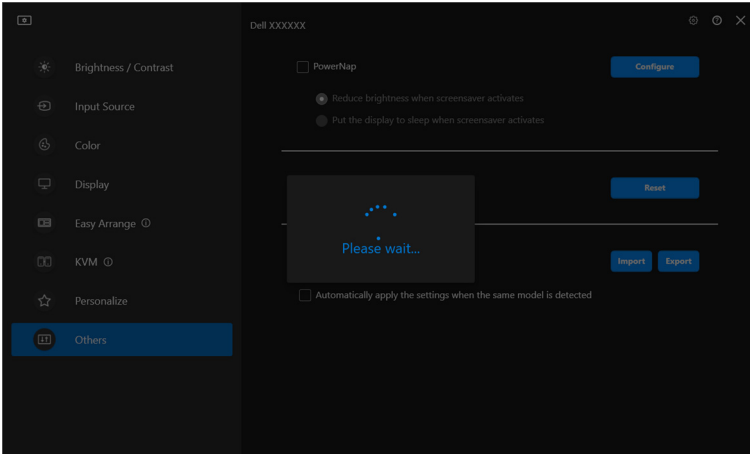 Dell XXXXXX
Brightness / Contrast
Input Source
Color
Display
Easy Arrange
KVM
Personalize
Others
PowerNap
Configure
Reduce brightness when screensaver activates
Put the display to sleep when screensaver activates
Reset
Please wait...
Import Export
Automatically apply the settings when the same model is detected